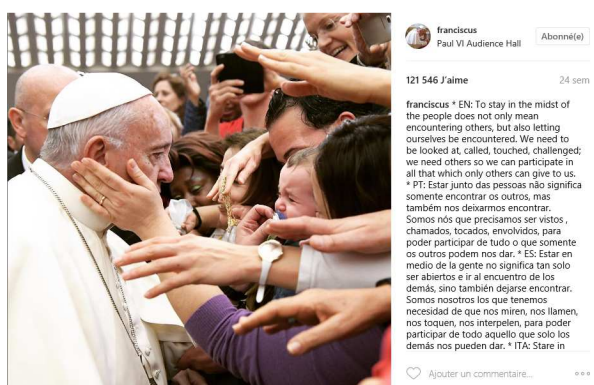 franciscus
Paul VI Audience Hall
Abonné(e)
121 546 J'aime
24 sem
franciscus * EN: To stay in the midst of
the people does not only mean
encountering others, but also letting
ourselves be encountered. We need to
be looked at, called, touched, challenged;
we need others so we can participate in
all that which only others can give to us.
* PT: Estar junto das pessoas não significa
somente encontrar os outros, mas
também nos deixarmos encontrar.
Somos nós que precisamos ser vistos ,
chamados, tocados, envolvidos, para
poder participar de tudo o que somente
os outros podem nos dar. * ES: Estar en
medio de la gente no significa tan solo
ser abiertos e ir al encuentro de los
demás, sino también dejarse encontrar.
Somos nosotros los que tenemos
necesidad de que nos miren, nos llamen,
nos toquen, nos interpelen, para poder
participar de todo aquello que solo los
demás nos pueden dar. * ITA: Stare in
Ajouter un commentaire...